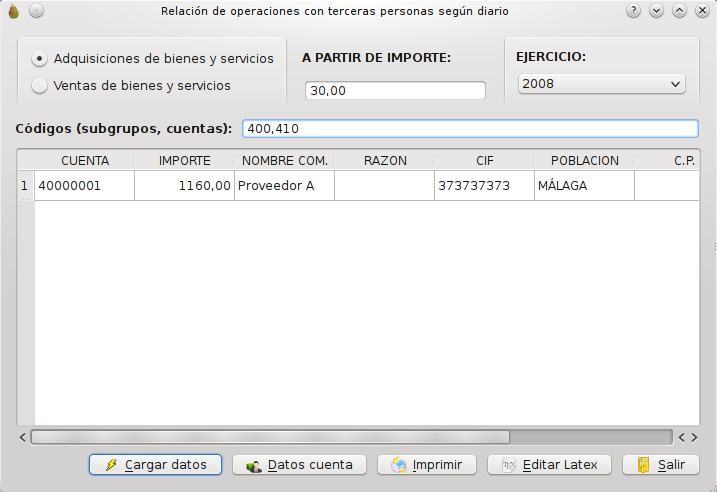 Relación de operaciones con terceras personas según diario
Adquisiciones de bienes y servicios
Ventas de bienes y servicios
A PARTIR DE IMPORTE:
30,00
EJERCICIO:
2008
Códigos (subgrupos, cuentas): 400,410
CUENTA IMPORTE NOMBRE COM. RAZON CIF POBLACION C.P.
1 40000001 1160,00 Proveedor A 373737373 MÁLAGA
Cargar datos Datos cuenta Imprimir Editar Latex Salir